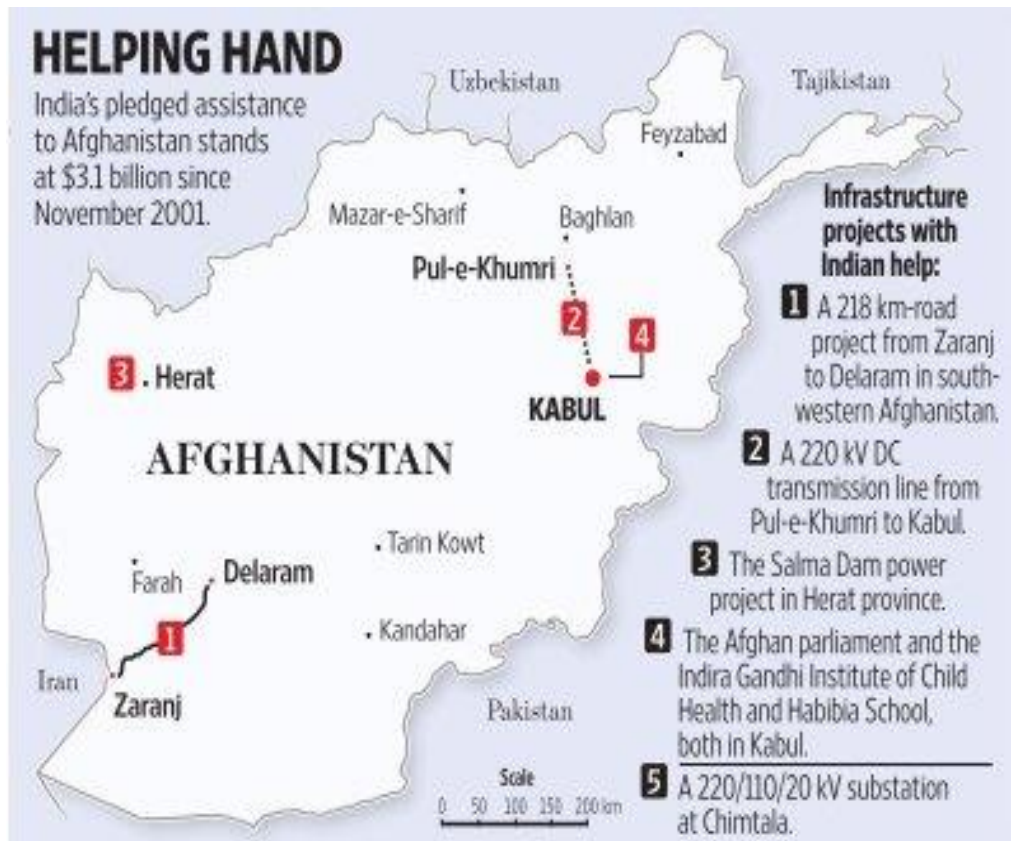 HELPING HAND
India's pledged assistance
to Afghanistan stands
at $3.1 billion since
November 2001.
Uzbekistan
Tajikistan
Feyzabad
Mazar-e-Sharif
Baghlan
Pul-e-Khumri
2
4
3
Herat
KABUL
AFGHANISTAN
Tarin Kowt
Farah
Delaram
1
Kandahar
Iran
Zaranj
Pakistan
Scale
0 50 100 150 200 km
Infrastructure
projects with
Indian help:
1 A 218 km-road
project from Zaranj
to Delaram in south-
western Afghanistan.
2 A 220 kV DC
transmission line from
Pul-e-Khumri to Kabul.
3 The Salma Dam power
project in Herat province.
4 The Afghan parliament and the
Indira Gandhi Institute of Child
Health and Habibia School,
both in Kabul.
5 A 220/110/20 kV substation
at Chimtala.